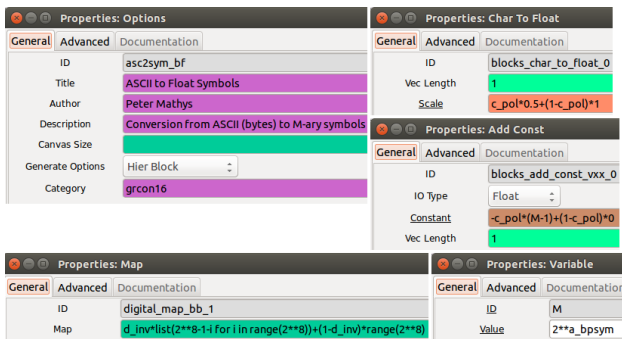 Properties: Options
General Advanced Documentation
ID asc2sym_bf
Title ASCII to Float Symbols
Author Peter Mathys
Description Conversion from ASCII (bytes) to M-ary symbols
Canvas Size
Generate Options Hier Block
Category grcon16
Properties: Char To Float
General Advanced Documentation
ID blocks_char_to_float_0
Vec Length 1
Scale c_pol*0.5+(1-c_pol)*1
Properties: Add Const
General Advanced Documentation
ID blocks_add_const_vxx_0
IO Type Float
Constant -c_pol*(M-1)+(1-c_pol)*0
Vec Length 1
Properties: Map
General Advanced Documentation
ID digital_map_bb_1
Map d_inv*list(2**8-1-i for i in range(2**8))+(1-d_inv)*range(2**8)
Properties: Variable
General Advanced Documentation
ID M
Value 2**a_bpsym